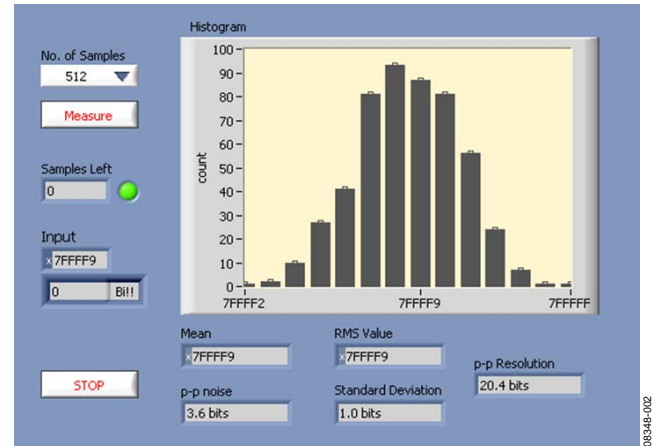 Histogram
No. of Samples
512
Measure
Samples Left
0
Input
x7FFFF9
0 Bi!!
STOP
count
100
90
80
70
60
50
40
30
20
10
0
7FFFF2 7FFFF9 7FFFFF
Mean
x7FFFF9
RMS Value
x7FFFF9
p-p Resolution
20.4 bits
p-p noise
3.6 bits
Standard Deviation
1.0 bits
08348-002